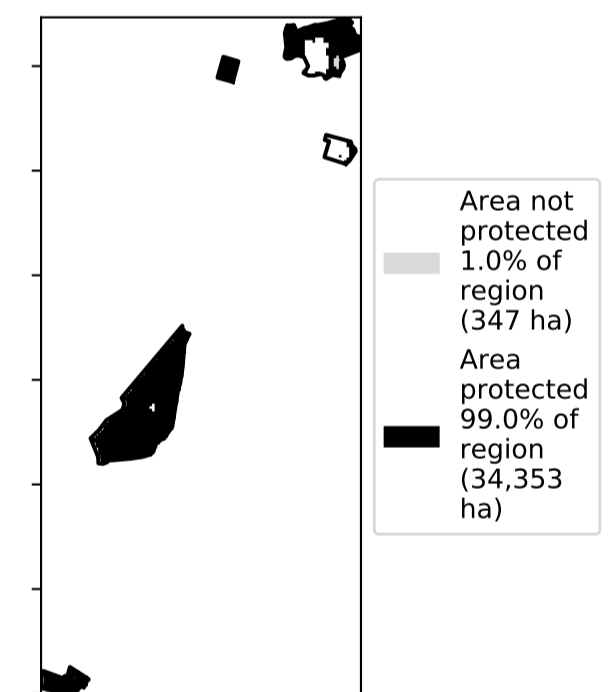 Area not
protected
1.0% of
region
(347 ha)
Area
protected
99.0% of
region
(34,353
ha)